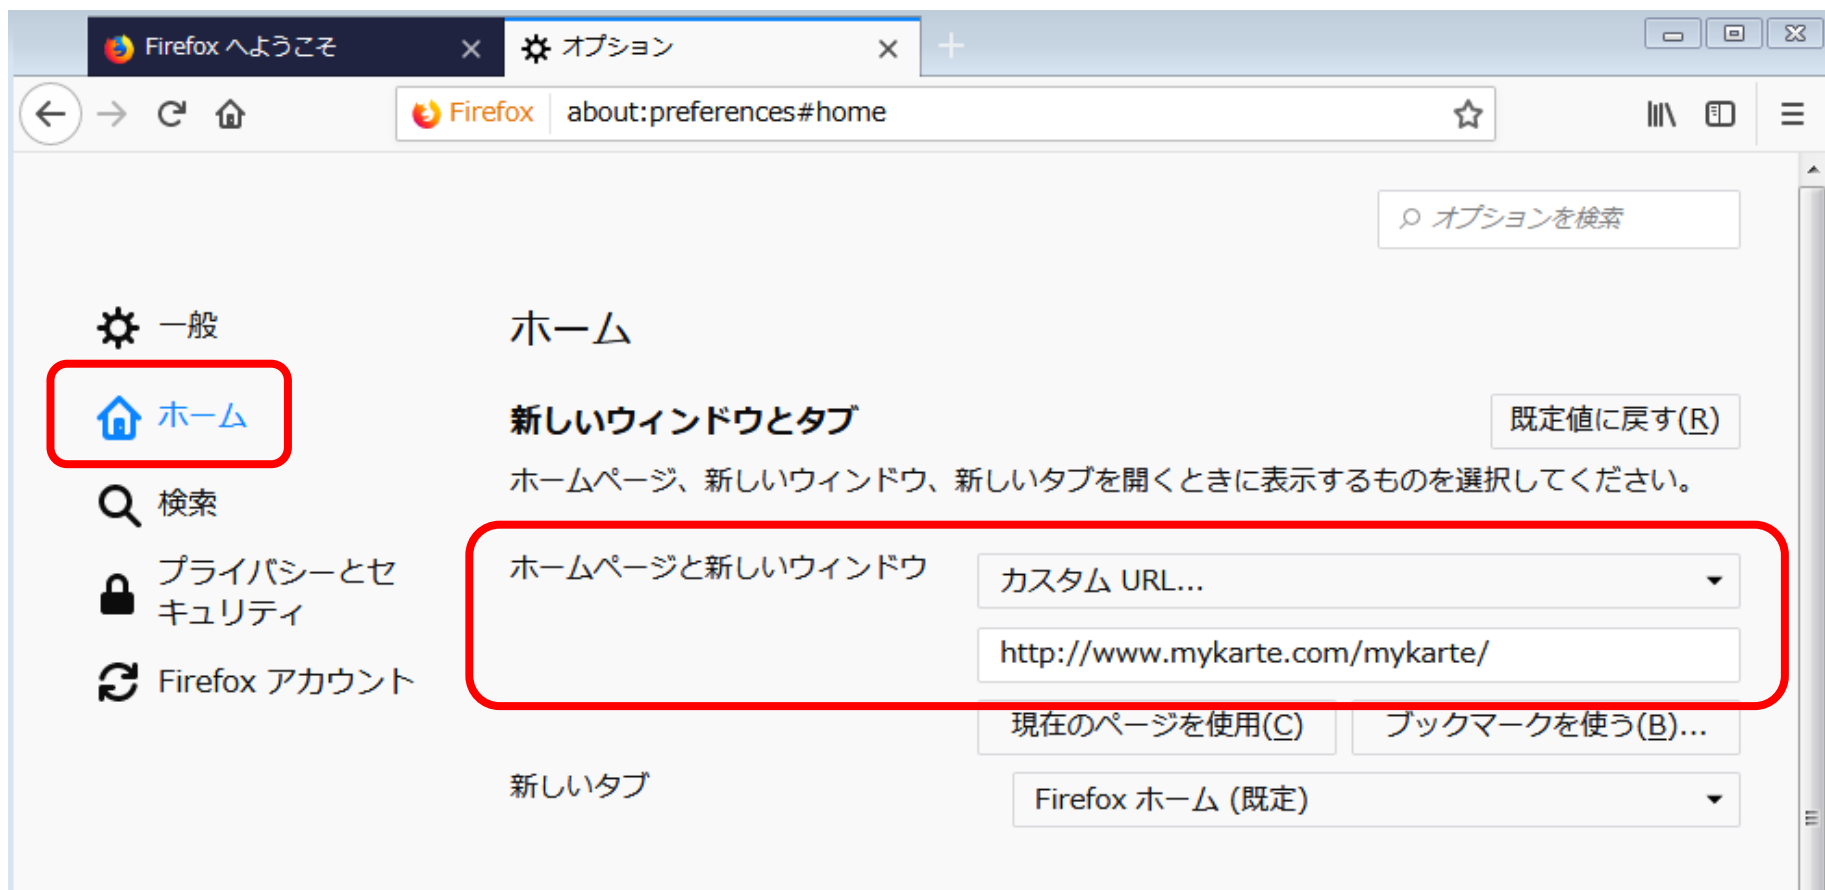 Firefox へようこそ
オプション
Firefox about:preferences#home
オプションを検索
一般
ホーム
検索
プライバシーとセ
キュリティ
Firefox アカウント
ホーム
新しいウィンドウとタブ
既定値に戻す(R)
ホームページ、新しいウィンドウ、新しいタブを開くときに表示するものを選択してください。
ホームページと新しいウィンドウ
カスタム URL...
http://www.mykarte.com/mykarte/
現在のページを使用(C)
ブックマークを使う(B)...
新しいタブ
Firefox ホーム (既定)